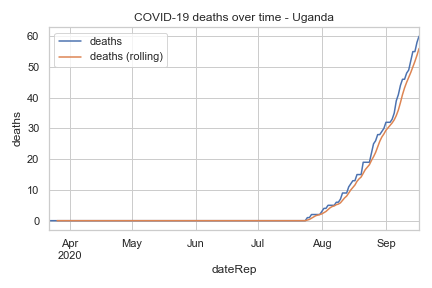 COVID-19 deaths over time - Uganda
deaths
deaths (rolling)
60
50
40
30
20
10
0
deaths
Apr May Jun Jul Aug Sep
2020
dateRep